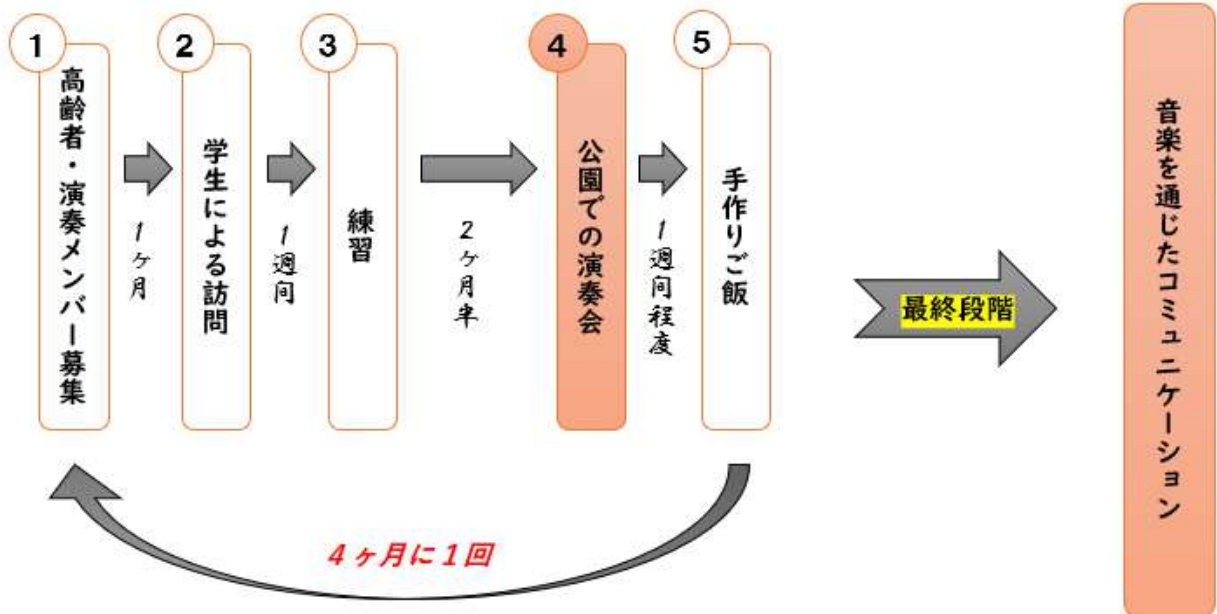 1
高齢者・演奏メンバー募集
1ヶ月
2
学生による訪問
1週間
3
練習
2ヶ月半
4
公園での演奏会
1週間程度
5
手作りご飯
最終段階
音楽を通じたコミュニケーション
4ヶ月に1回